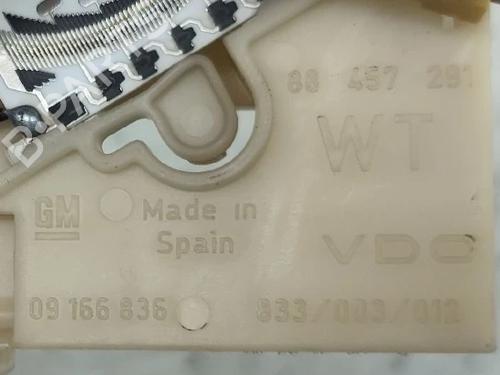 88 457 291
WT
GM
Made in
Spain
VDO
09 166 836
833/003/012